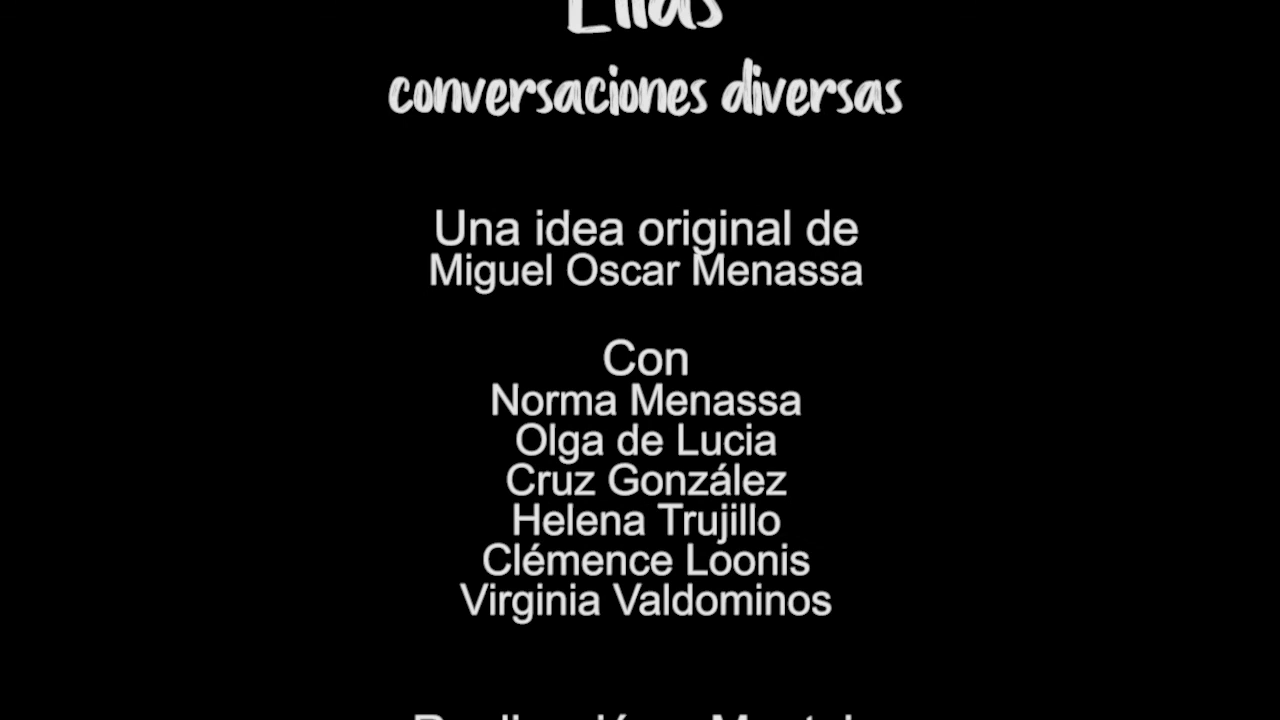 Ellas
conversaciones diversas
Una idea original de
Miguel Oscar Menassa
Con
Norma Menassa
Olga de Lucia
Cruz González
Helena Trujillo
Clémence Loonis
Virginia Valdominos